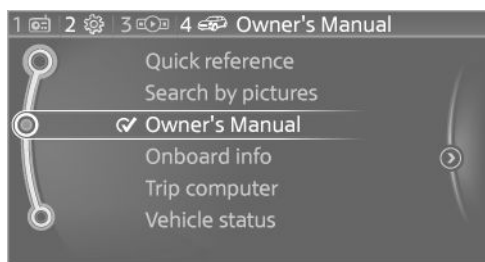 1 2 3 4 Owner's Manual
Quick reference
Search by pictures
Owner's Manual
Onboard info
Trip computer
Vehicle status